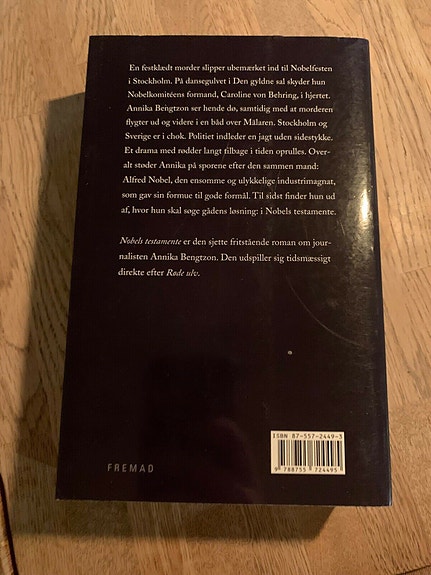 En festklædt morder slipper ubemærket ind til Nobelfesten
i Stockholm. På dansegulvet i Den gyldne sal skyder hun
Nobelkomitéens formand, Caroline von Behring, i hjertet.
Annika Bengtzon ser hende dø, samtidig med at morderen
flygter ud og videre i en båd over Mälaren. Stockholm og
Sverige er i chok. Politiet indleder en jagt uden sidestykke.
Et drama med rødder langt tilbage i tiden oprulles. Over-
alt støder Annika på sporene efter den sammen mand:
Alfred Nobel, den ensomme og ulykkelige industrimagnat,
som gav sin formue til gode formål. Til sidst finder hun ud
af, hvor hun skal søge gådens løsning: i Nobels testamente.
Nobels testamente er den sjette fritstående roman om jour-
nalisten Annika Bengtzon. Den udspiller sig tidsmæssigt
direkte efter Røde ulv.
ISBN 87-557-2449-3
9 788755 724495
FREMAD